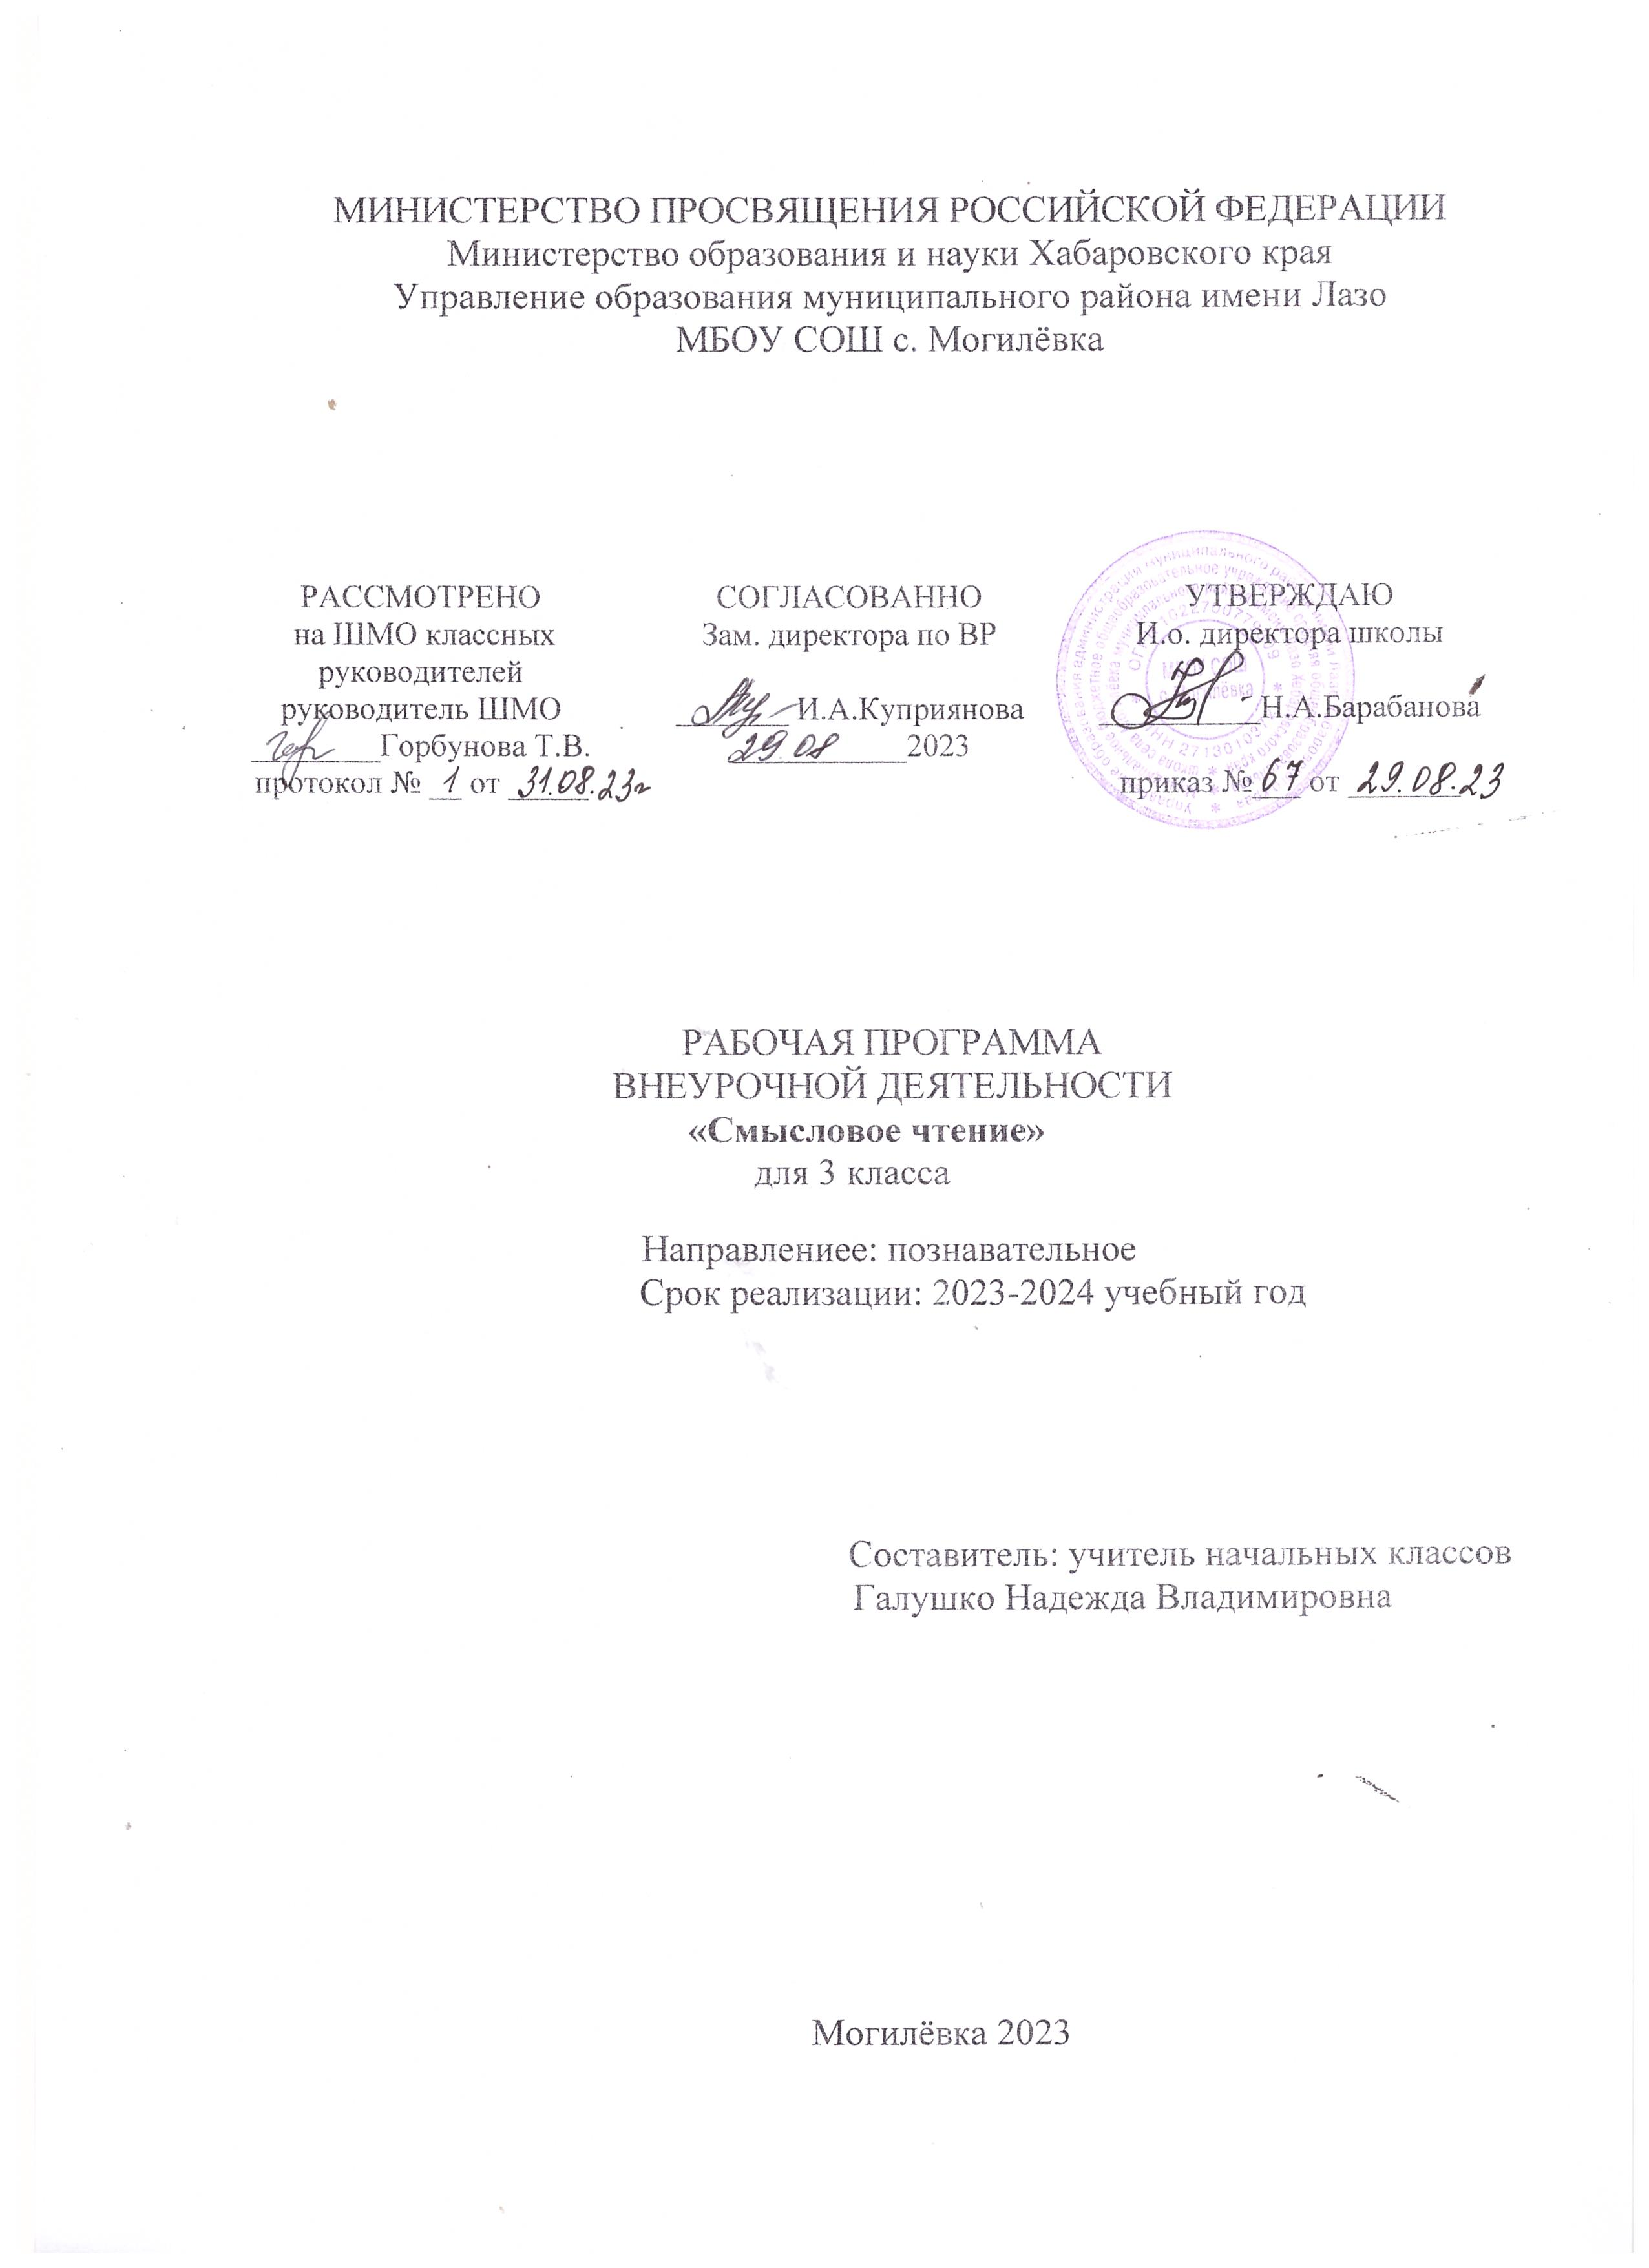 МИНИСТЕРСТВО ПРОСВЯЩЕНИЯ РОССИЙСКОЙ ФЕДЕРАЦИИ
Министерство образования и науки Хабаровского края
Управление образования муниципального района имени Лазо
МБОУ СОШ с. Могилёвка
РАССМОТРЕНО
на ШМО классных
руководителей
руководитель ШМО
Горбунова Т.В.
протокол № 1 от 31.08.23г
СОГЛАСОВАННО
Зам. директора по ВР
И.А.Куприянова
29.08 2023
УТВЕРЖДАЮ
И.о. директора школы
Н.А.Барабанова
приказ № 67 от 29.08.23
РАБОЧАЯ ПРОГРАММА
ВНЕУРОЧНОЙ ДЕЯТЕЛЬНОСТИ
«Смысловое чтение»
для 3 класса
Направлениее: познавательное
Срок реализации: 2023-2024 учебный год
Составитель: учитель начальных классов
Галушко Надежда Владимировна
Могилёвка 2023